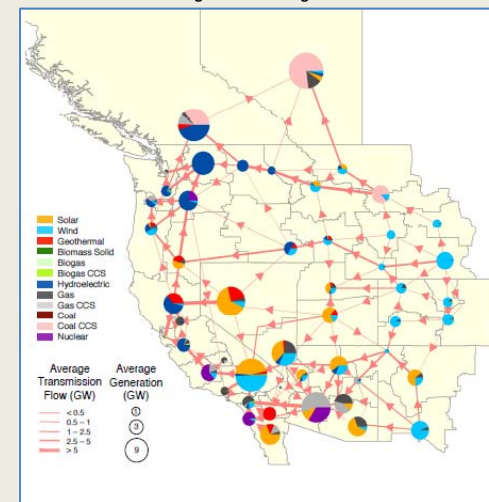 Solar
Wind
Geothermal
Biomass Solid
Biogas
Biogas CCS
Hydroelectric
Gas
Gas CCS
Coal
Coal CCS
Nuclear
Average
Transmission
Flow (GW)
< 0.5
0.5 – 1
1 – 2.5
2.5 – 5
> 5
Average
Generation
(GW)
1
3
9